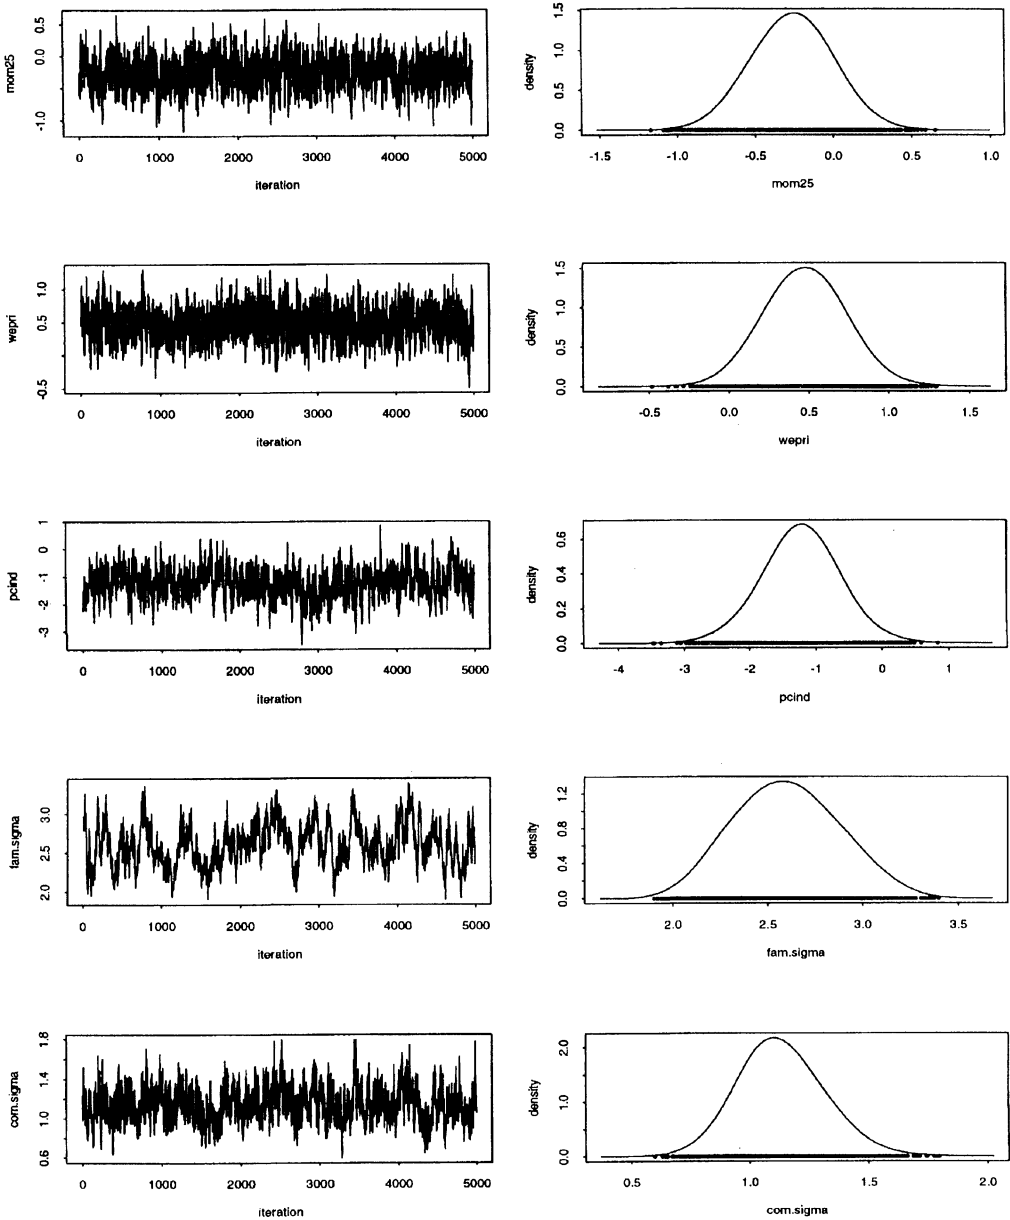 mom25
0.5
0.0
-1.0
0 1000 2000 3000 4000 5000
iteration
density
1.5
1.0
0.5
0.0
-1.5 -1.0 -0.5 0.0 0.5 1.0
mom25
wepri
1.0
0.5
-0.5
0 1000 2000 3000 4000 5000
iteration
density
1.5
1.0
0.5
0.0
-0.5 0.0 0.5 1.0 1.5
wepri
pcind
1
0
-1
-2
-3
0 1000 2000 3000 4000 5000
iteration
density
0.6
0.4
0.2
0.0
-4 -3 -2 -1 0 1
pcind
fam.sigma
3.0
2.5
2.0
0 1000 2000 3000 4000 5000
iteration
density
1.2
0.8
0.4
0.0
2.0 2.5 3.0 3.5
fam.sigma
com.sigma
1.8
1.4
1.0
0.6
0 1000 2000 3000 4000 5000
iteration
density
2.0
1.0
0.0
0.5 1.0 1.5 2.0
com.sigma